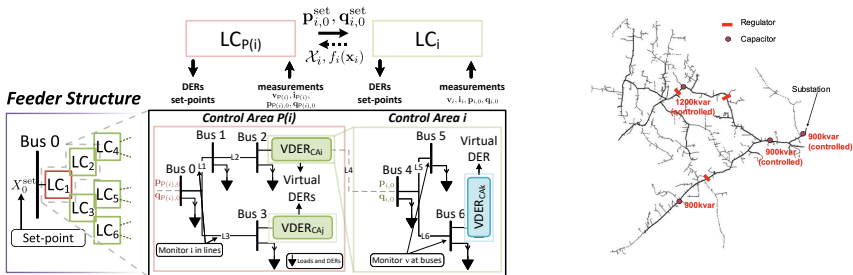 LC_P(i)
p^set_i,0, q^set_i,0
𝒳_i, f_i(x_i)
LC_i
DERs
set-points
measurements
v_P(i), i_P(i),
p_P(i),0, q_P(i),0
DERs
set-points
measurements
v_i, i_i, p_i,0, q_i,0
Feeder Structure
Bus 0
X_0^set
LC_1
LC_2
LC_3
LC_4
LC_5
LC_6
Set-point
Control Area P(i)
Bus 1
Bus 2
Bus 0
Bus 3
L1
L2
L3
L4
p_P(i),0
q_P(i),0
VDER_CAi
Virtual
DERs
VDER_CAj
Monitor i in lines
Loads and DERs
Control Area i
Bus 5
Bus 4
Bus 6
L5
L6
p_i,0
q_i,0
Virtual
DER
VDER_CAk
Monitor v at buses
Regulator
Capacitor
Substation
1200kvar
(controlled)
900kvar
(controlled)
900kvar
(controlled)
900kvar